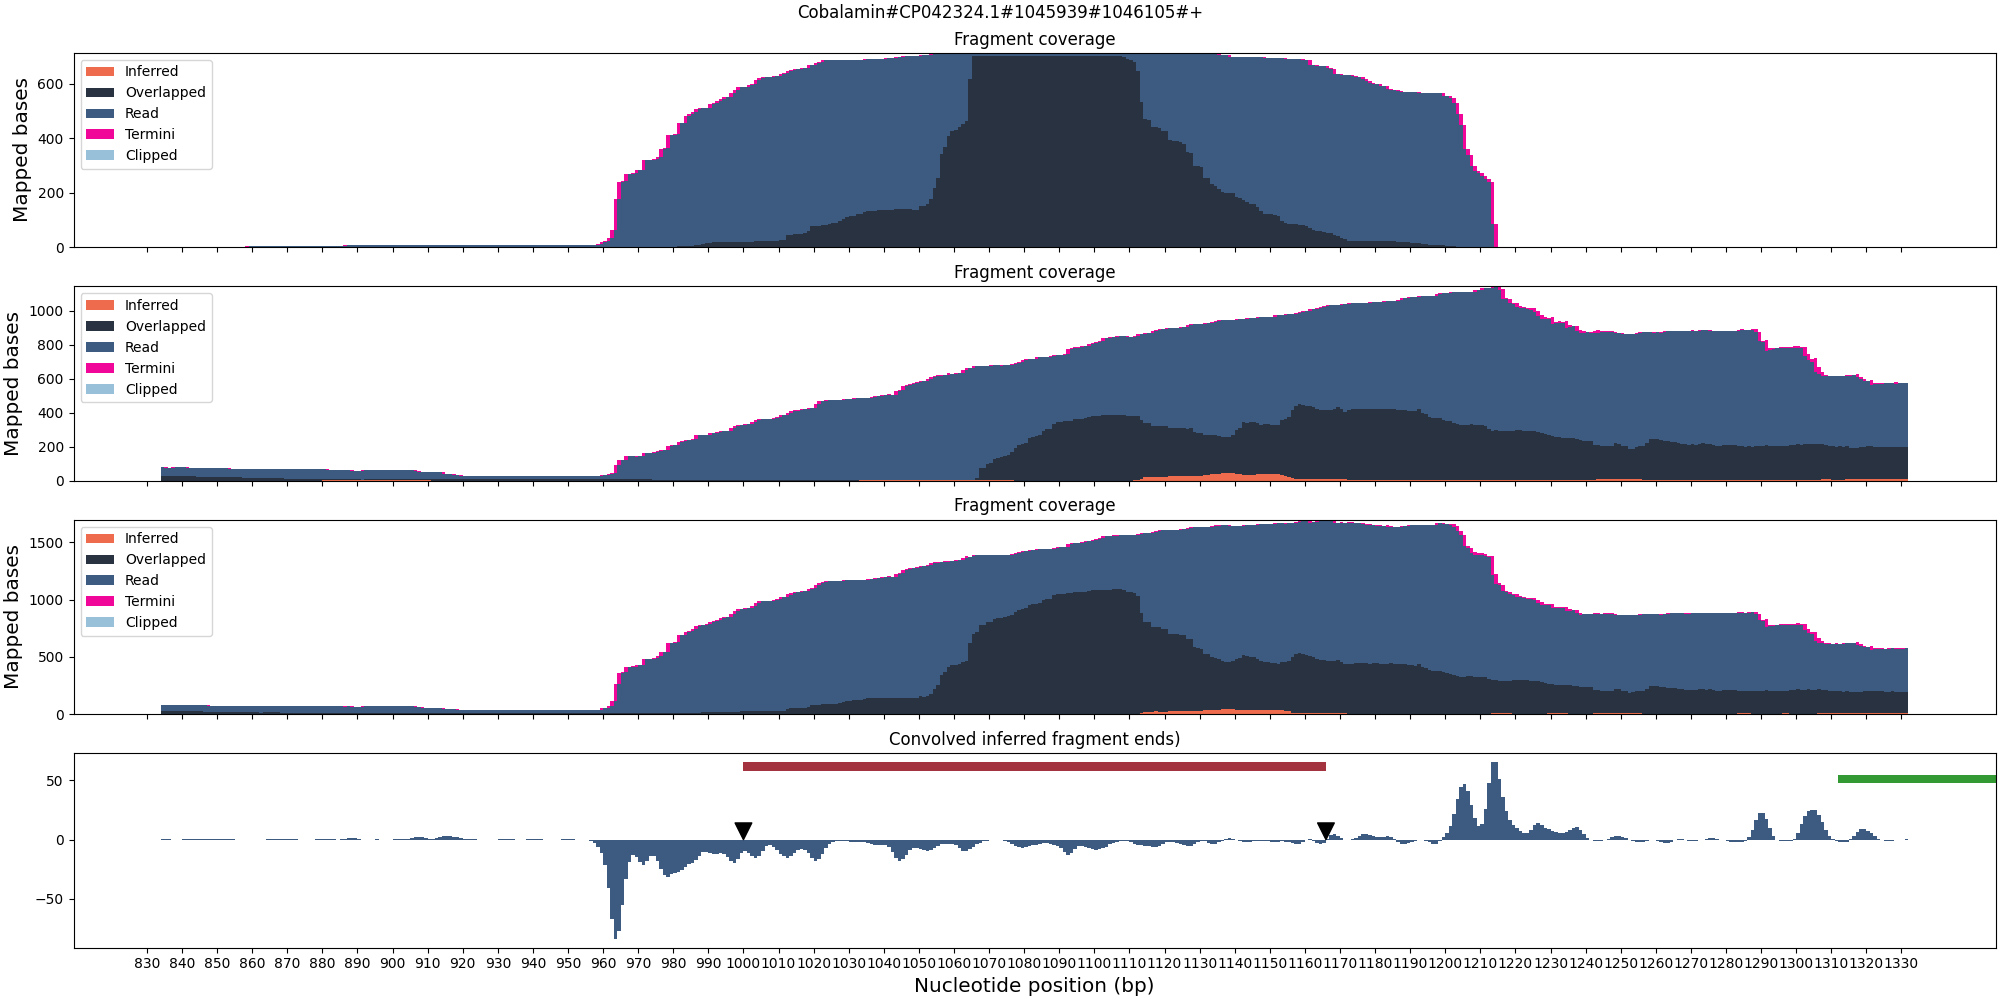 Cobalamin#CP042324.1#1045939#1046105#+
Fragment coverage
Mapped bases
600
400
200
0
Inferred
Overlapped
Read
Termini
Clipped
Fragment coverage
Mapped bases
1000
800
600
400
200
0
Inferred
Overlapped
Read
Termini
Clipped
Fragment coverage
Mapped bases
1500
1000
500
0
Inferred
Overlapped
Read
Termini
Clipped
Convolved inferred fragment ends)
50
0
−50
830 840 850 860 870 880 890 900 910 920 930 940 950 960 970 980 990 1000 1010 1020 1030 1040 1050 1060 1070 1080 1090 1100 1110 1120 1130 1140 1150 1160 1170 1180 1190 1200 1210 1220 1230 1240 1250 1260 1270 1280 1290 1300 1310 1320 1330
Nucleotide position (bp)